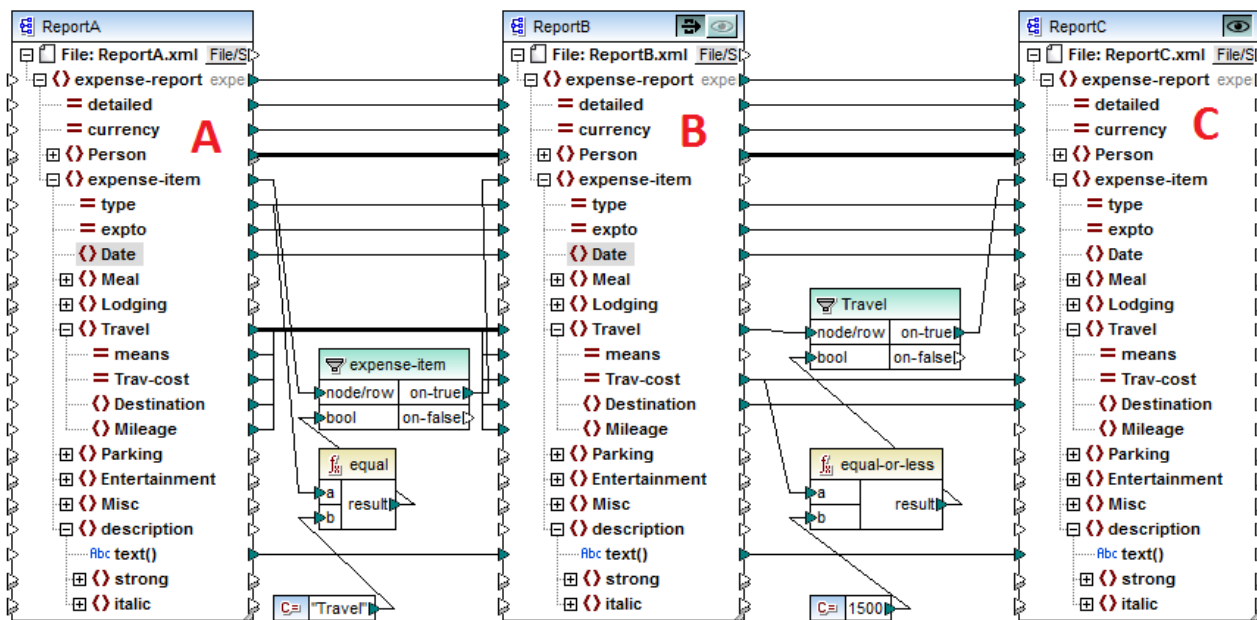 ReportA
File: ReportA.xml File/S
expense-report expe
detailed
currency
Person
expense-item
type
expto
Date
Meal
Lodging
Travel
means
Trav-cost
Destination
Mileage
Parking
Entertainment
Misc
description
Abc text()
strong
italic
A
expense-item
node/row on-true
bool on-false
equal
a
result
b
C= "Travel"
ReportB
File: ReportB.xml File/S
expense-report expe
detailed
currency
Person
expense-item
type
expto
Date
Meal
Lodging
Travel
means
Trav-cost
Destination
Mileage
Parking
Entertainment
Misc
description
Abc text()
strong
italic
B
Travel
node/row on-true
bool on-false
equal-or-less
a
result
b
C= 1500
ReportC
File: ReportC.xml File/S
expense-report expe
detailed
currency
Person
expense-item
type
expto
Date
Meal
Lodging
Travel
means
Trav-cost
Destination
Mileage
Parking
Entertainment
Misc
description
Abc text()
strong
italic
C